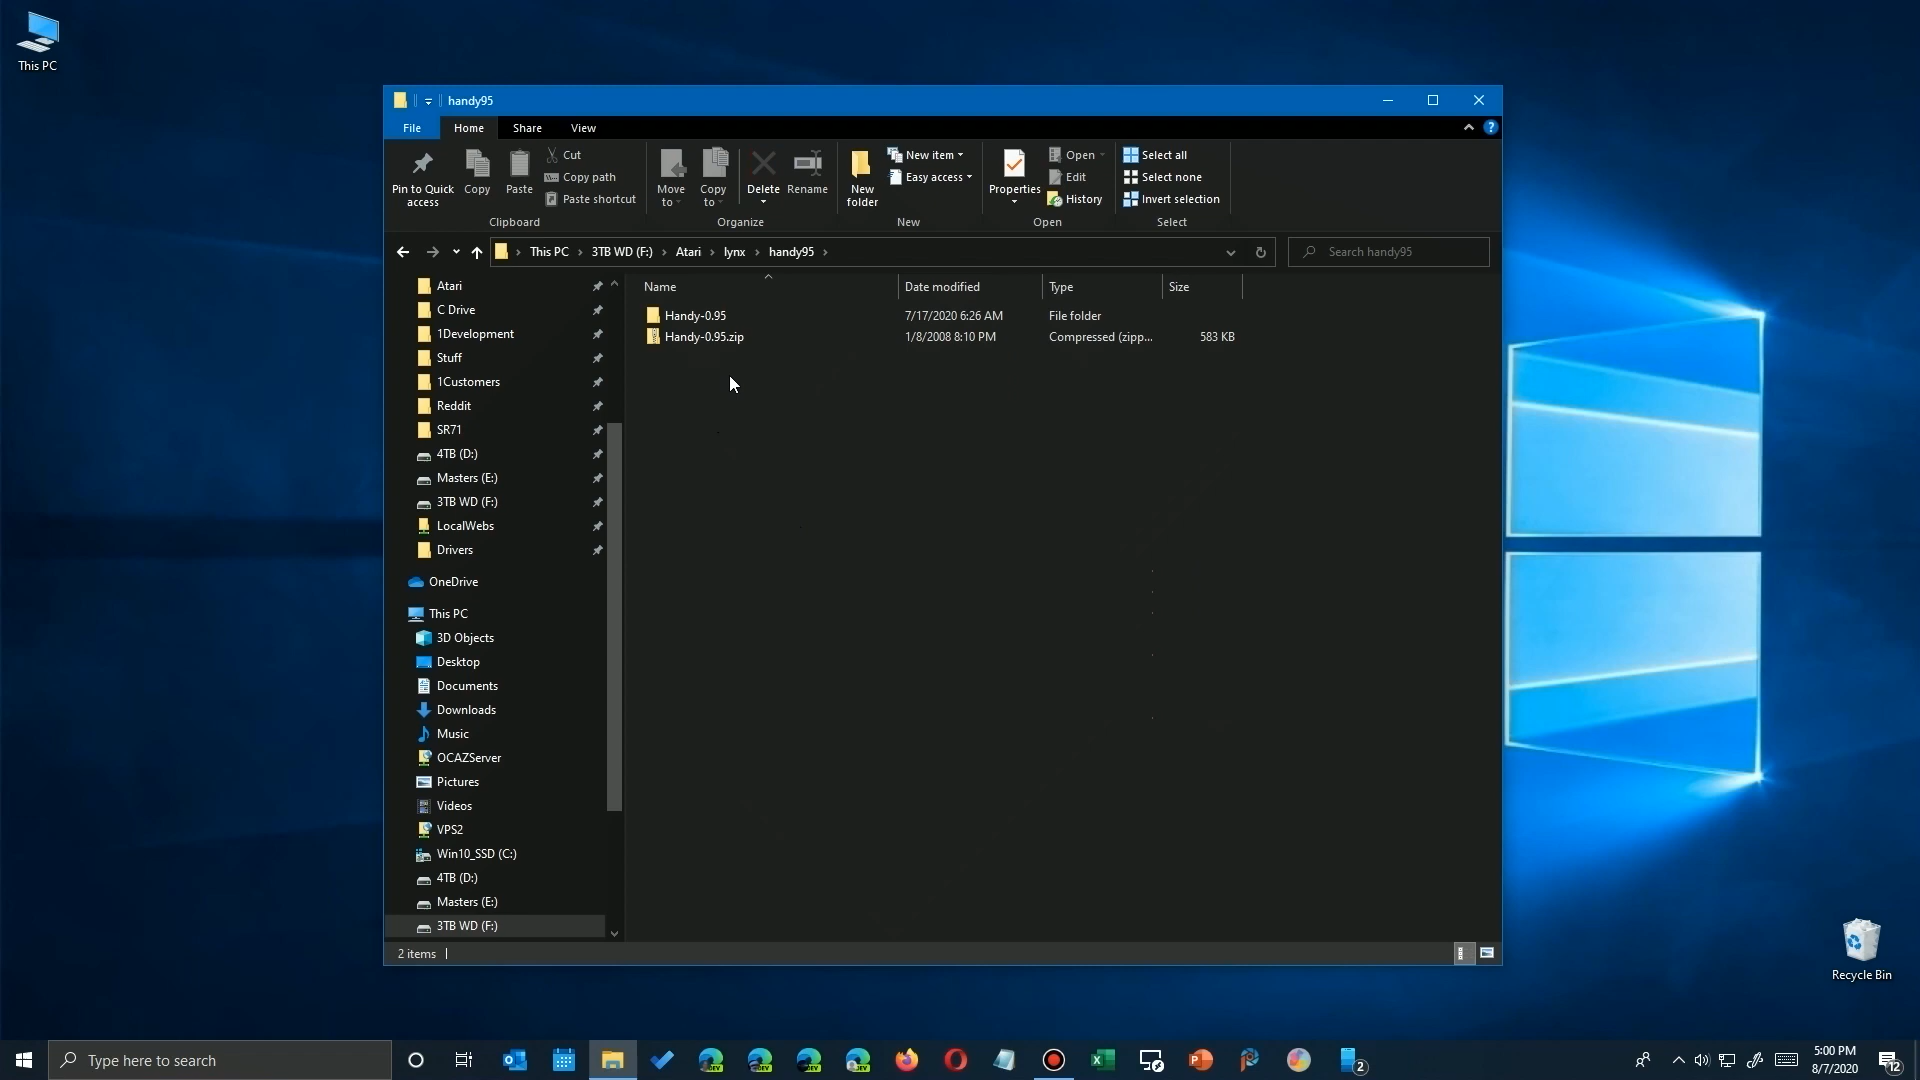 This PC
handy95
File Home Share View
Pin to Quick access
Copy
Paste
Cut
Copy path
Paste shortcut
Clipboard
Move to
Copy to
Delete
Rename
Organize
New folder
New item
Easy access
New
Properties
Open
Edit
History
Open
Select all
Select none
Invert selection
Select
This PC 3TB WD (F:) Atari lynx handy95
Search handy95
Name Date modified Type Size
Handy-0.95 7/17/2020 6:26 AM File folder
Handy-0.95.zip 1/8/2008 8:10 PM Compressed (zipp... 583 KB
Atari
C Drive
1Development
Stuff
1Customers
Reddit
SR71
4TB (D:)
Masters (E:)
3TB WD (F:)
LocalWebs
Drivers
OneDrive
This PC
3D Objects
Desktop
Documents
Downloads
Music
OCAZServer
Pictures
Videos
VPS2
Win10_SSD (C:)
4TB (D:)
Masters (E:)
3TB WD (F:)
2 items
Recycle Bin
Type here to search
DEV
DEV
DEV
DEV
2
5:00 PM
8/7/2020
12